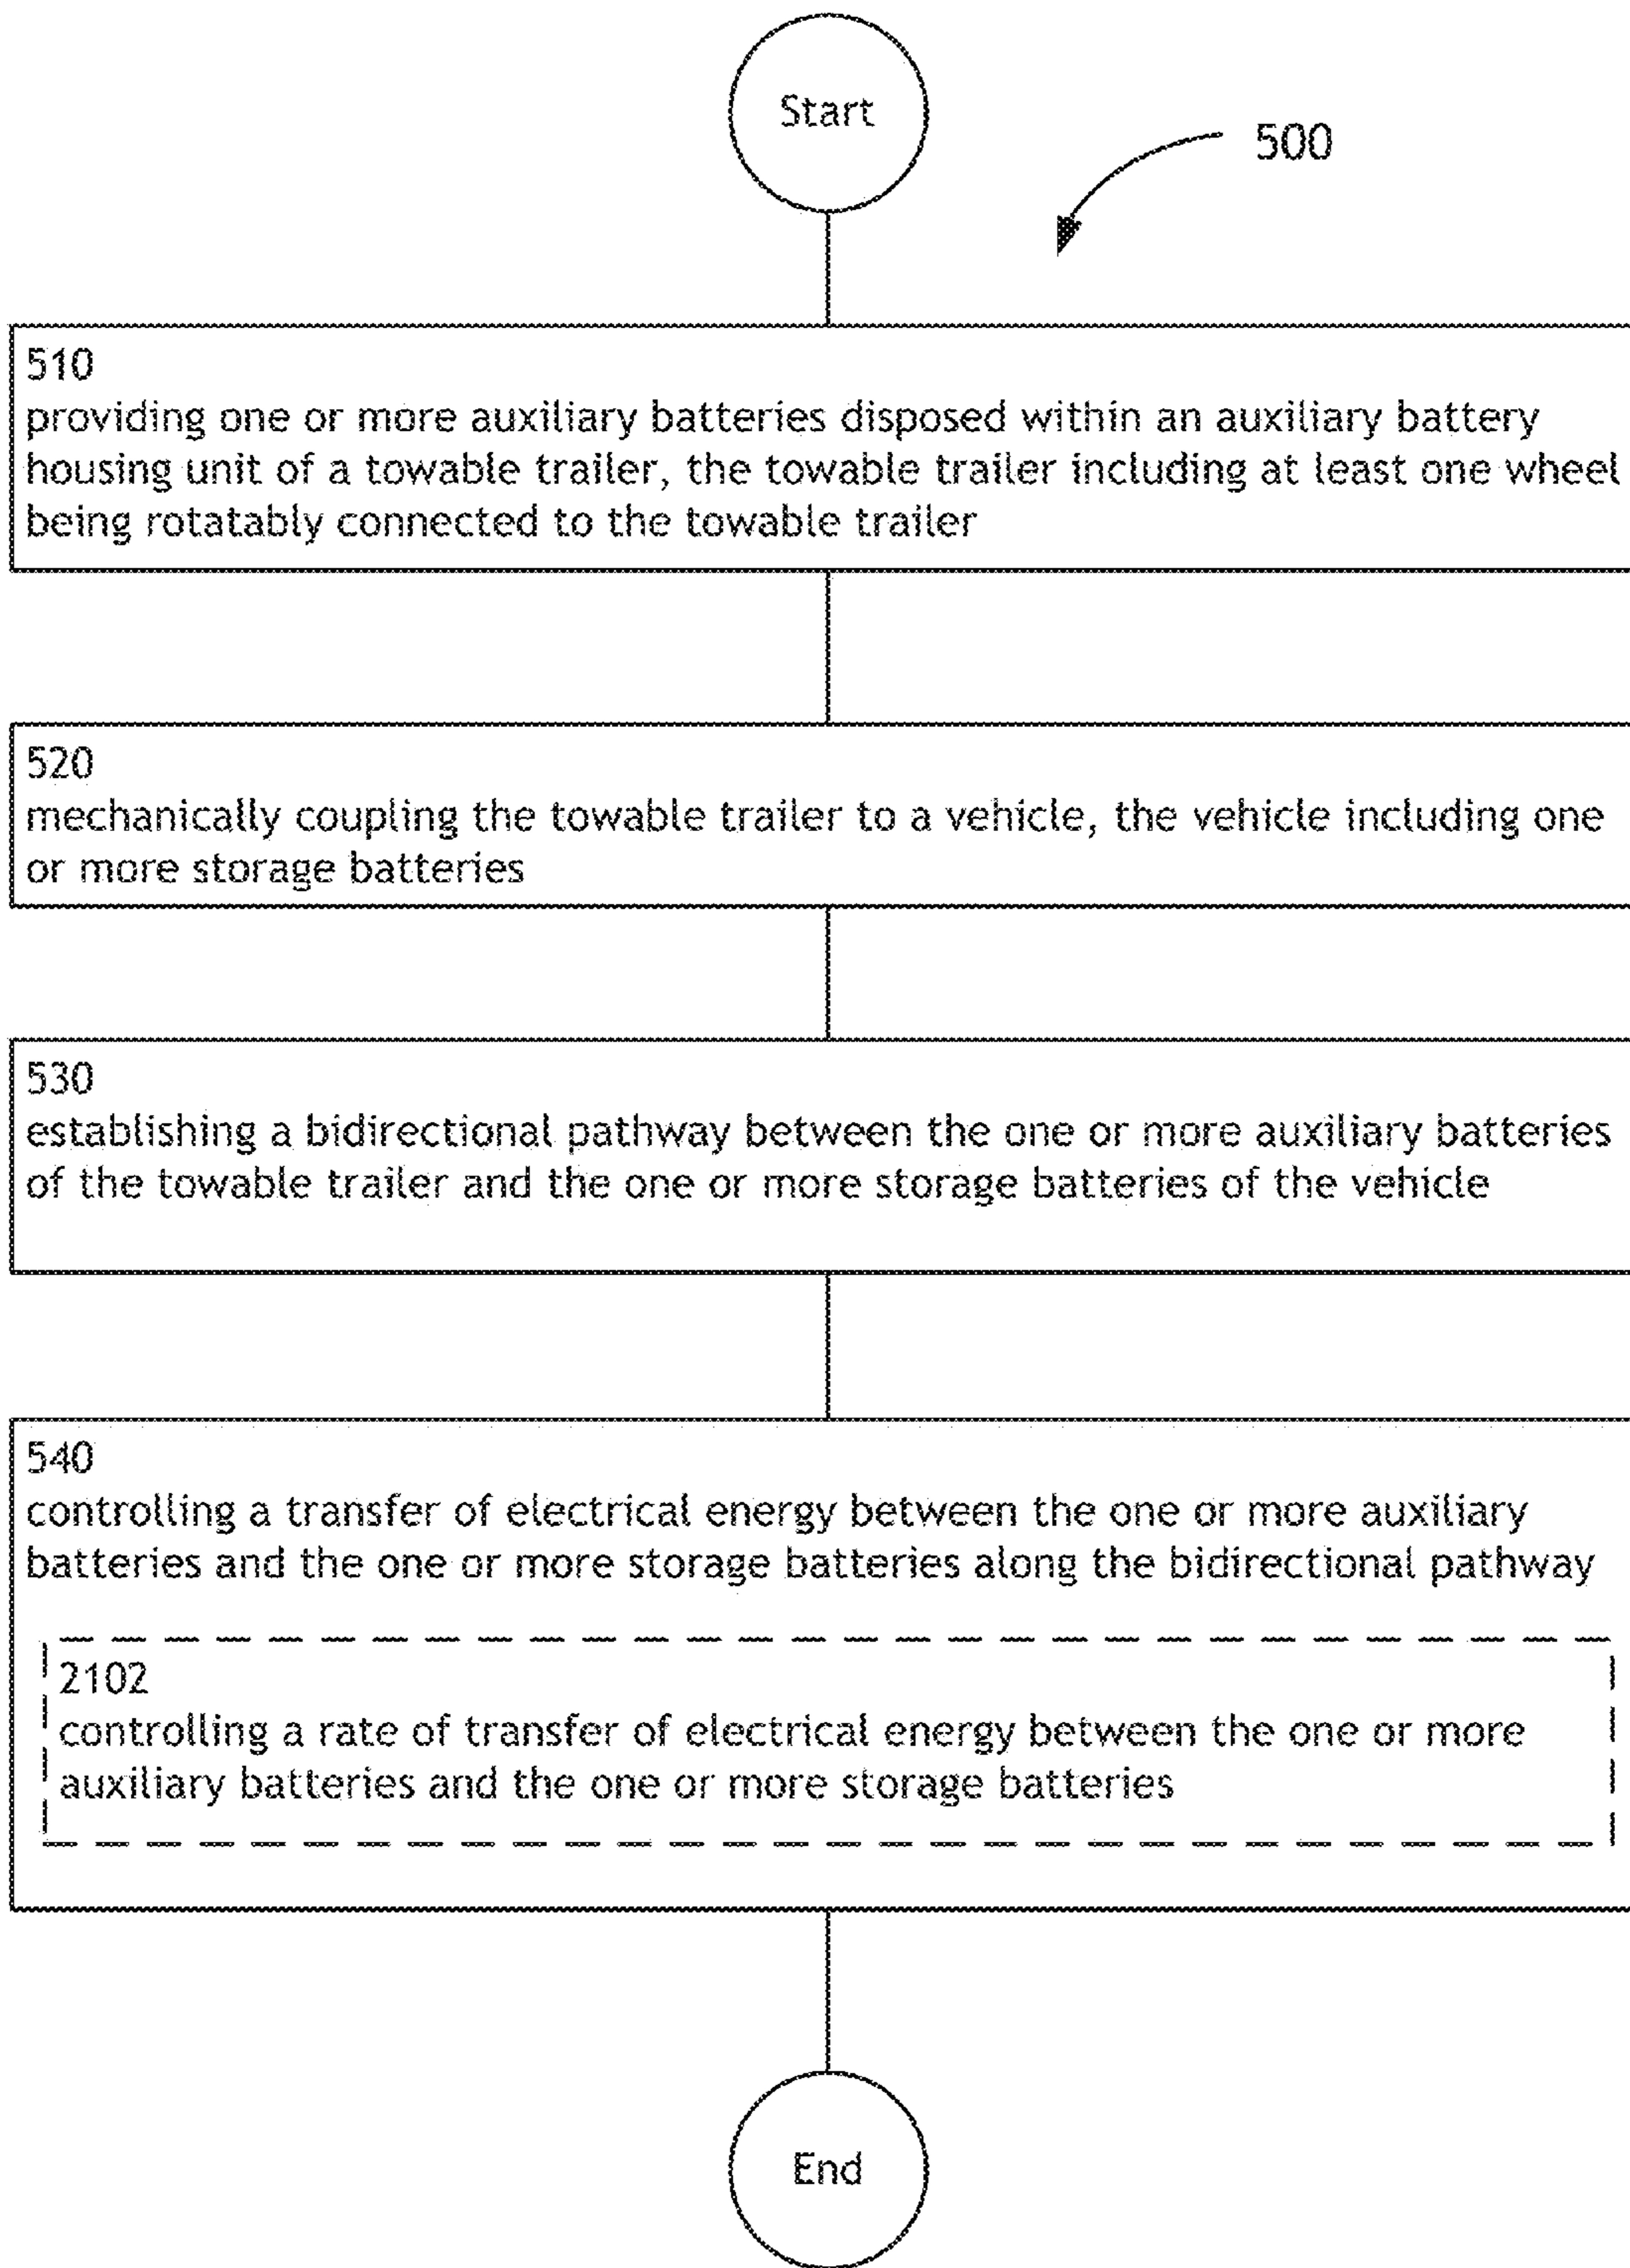 Start
500
510
providing one or more auxiliary batteries disposed within an auxiliary battery
housing unit of a towable trailer, the towable trailer including at least one wheel
being rotatably connected to the towable trailer
520
mechanically coupling the towable trailer to a vehicle, the vehicle including one
or more storage batteries
530
establishing a bidirectional pathway between the one or more auxiliary batteries
of the towable trailer and the one or more storage batteries of the vehicle
540
controlling a transfer of electrical energy between the one or more auxiliary
batteries and the one or more storage batteries along the bidirectional pathway
2102
controlling a rate of transfer of electrical energy between the one or more
auxiliary batteries and the one or more storage batteries
End